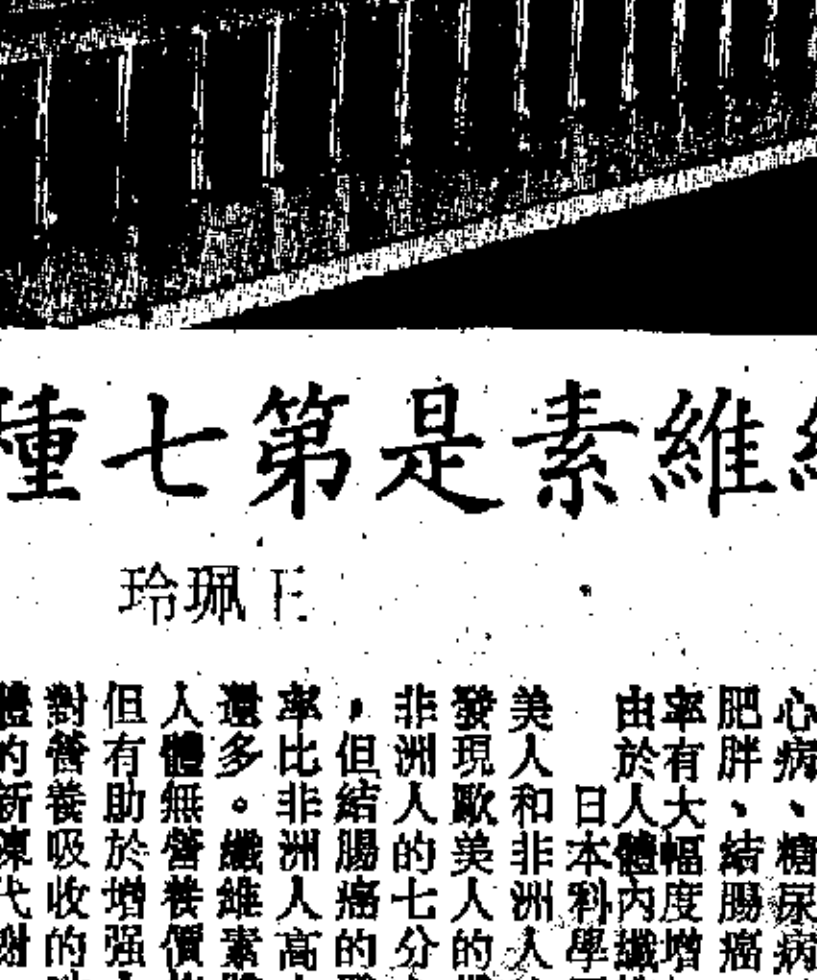 維素是第七種
珮玲
心病、糖尿病
肥胖、結腸癌
率有大幅度增
由於人體內纖
日本科學
美人和非洲人
發現歐美人的
非洲人的七分
，但結腸癌的
率比非洲人高
還多。纖維素
人體無營養價
但有助於增强
對營養吸收的
體的新陳代謝